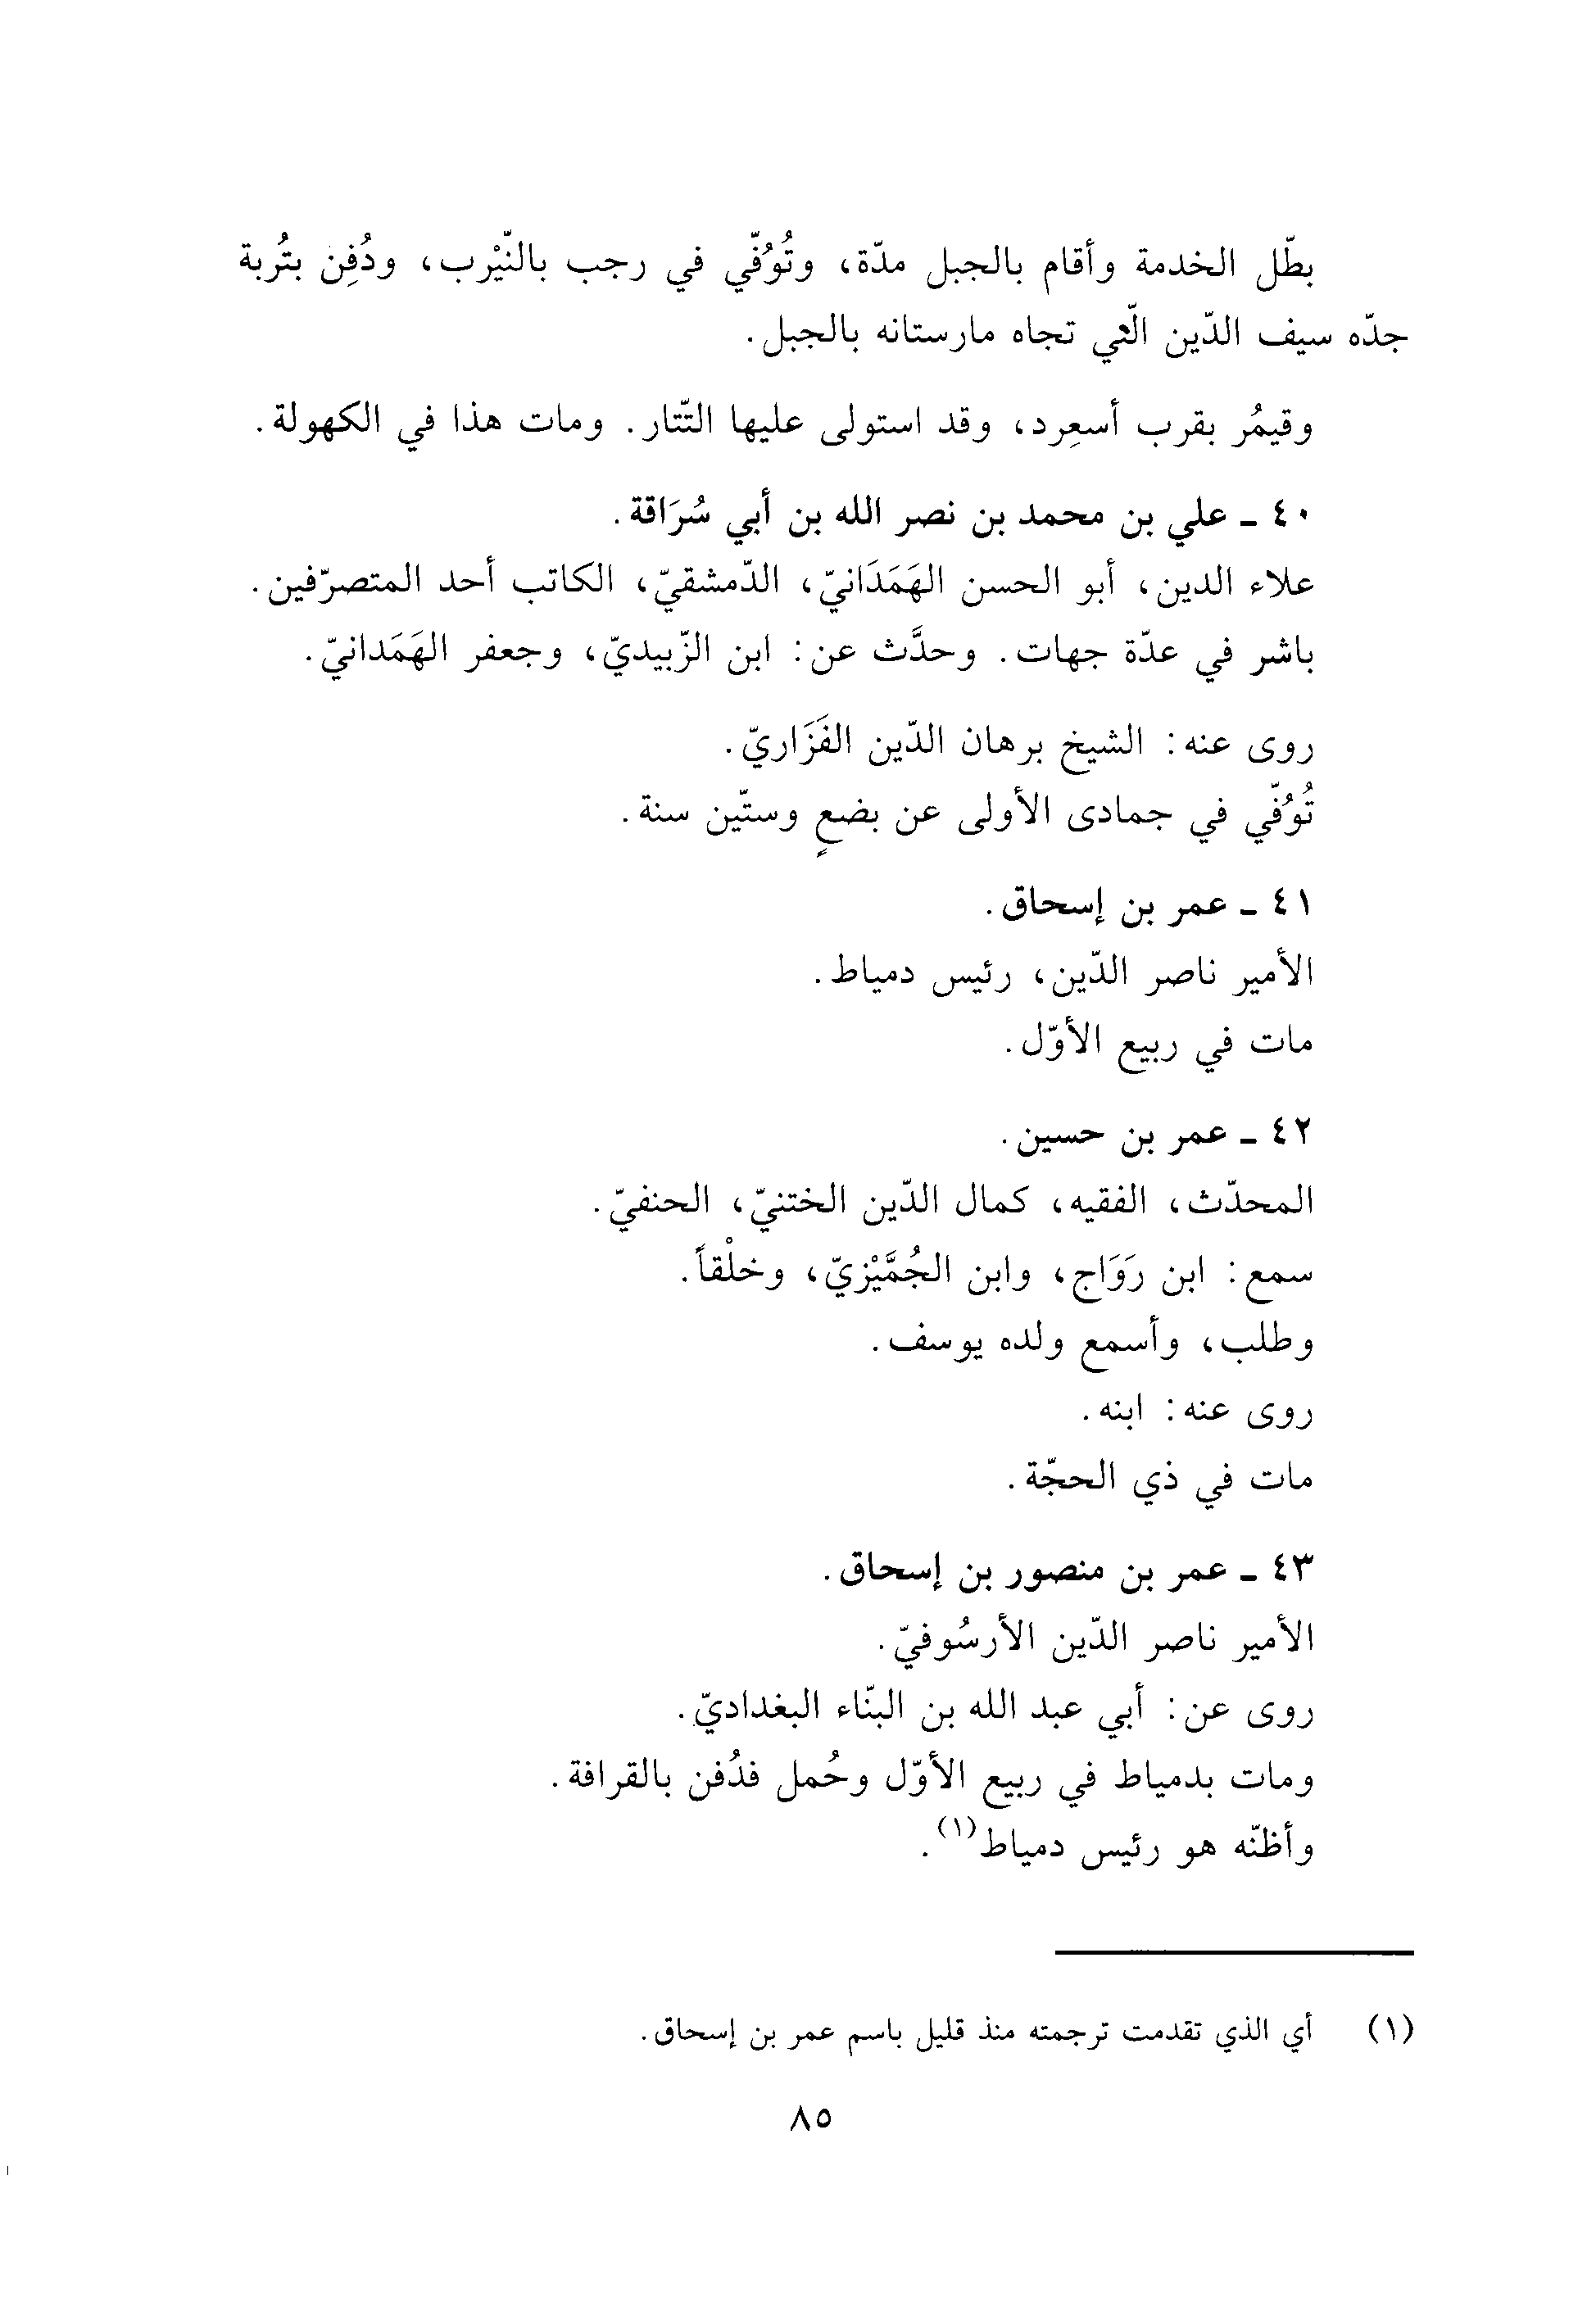 بطّل الخدمة وأقام بالجبل مدّة، وتُوُفّي في رجب بالنّيْرب، ودُفِن بتُربة
جدّه سيف الدّين الّتي تجاه مارستانه بالجبل.
وقيمُر بقرب أسعِرد، وقد استولى عليها التّتار. ومات هذا في الكهولة.
٤٠ ـ علي بن محمد بن نصر الله بن أبي سُرَاقة.
علاء الدين، أبو الحسن الهَمَدَانيّ، الدّمشقيّ، الكاتب أحد المتصرّفين.
باشر في عدّة جهات. وحدَّث عن: ابن الزّبيديّ، وجعفر الهَمَدانيّ.
روى عنه: الشيخ برهان الدّين الفَزَاريّ.
تُوُفّي في جمادى الأولى عن بضعٍ وستّين سنة.
٤١ ـ عمر بن إسحاق.
الأمير ناصر الدّين، رئيس دمياط.
مات في ربيع الأوّل.
٤٢ ـ عمر بن حسين.
المحدّث، الفقيه، كمال الدّين الختنيّ، الحنفيّ.
سمع: ابن رَوَاج، وابن الجُمَّيْزيّ، وخلْقاً.
وطلب، وأسمع ولده يوسف.
روى عنه: ابنه.
مات في ذي الحجّة.
٤٣ ـ عمر بن منصور بن إسحاق.
الأمير ناصر الدّين الأرسُوفيّ.
روى عن: أبي عبد الله بن البنّاء البغداديّ.
ومات بدمياط في ربيع الأوّل وحُمل فدُفن بالقرافة.
وأظنّه هو رئيس دمياط(١).
(١) أي الذي تقدمت ترجمته منذ قليل باسم عمر بن إسحاق.
٨٥